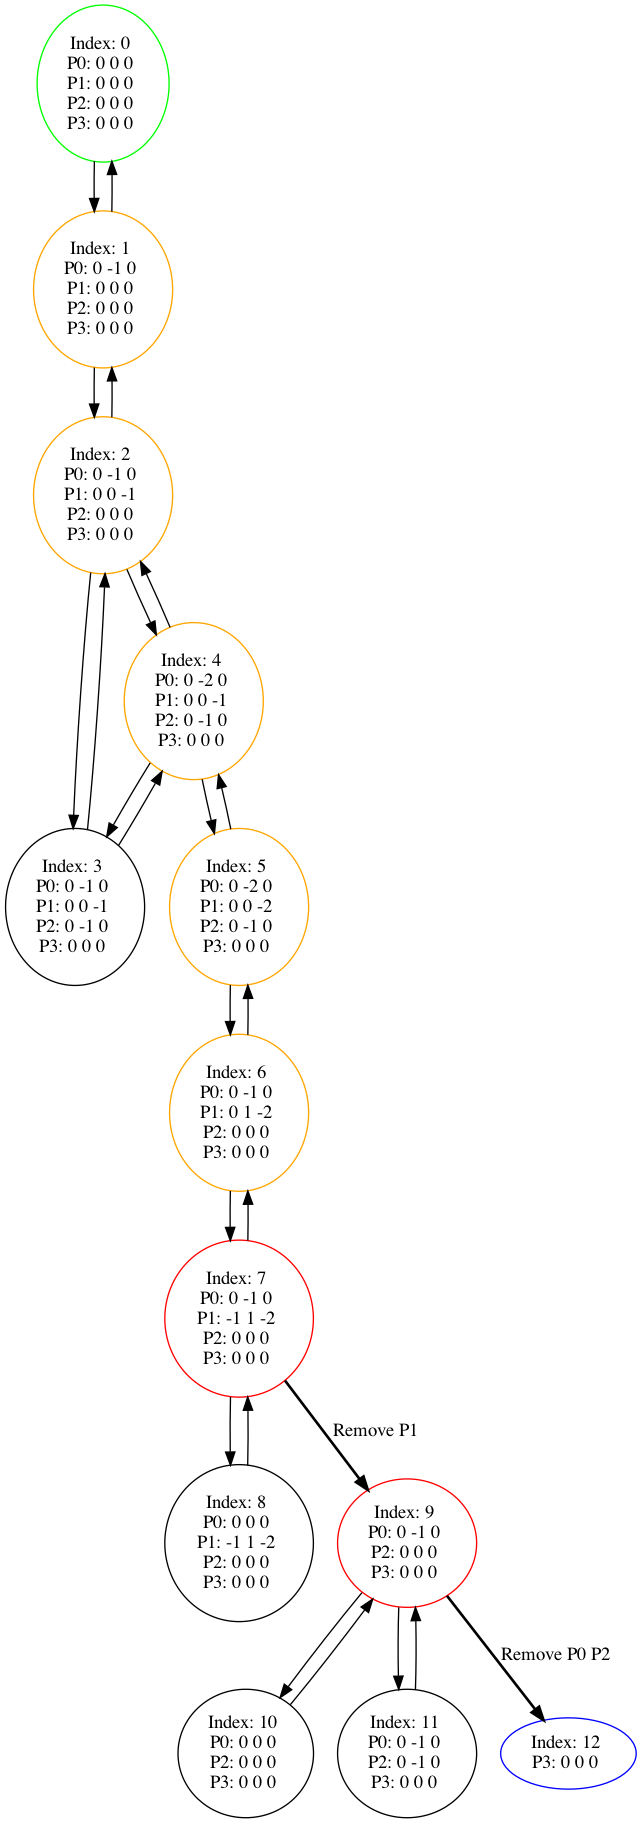 Index: 0
P0: 0 0 0
P1: 0 0 0
P2: 0 0 0
P3: 0 0 0
Index: 1
P0: 0 -1 0
P1: 0 0 0
P2: 0 0 0
P3: 0 0 0
Index: 2
P0: 0 -1 0
P1: 0 0 -1
P2: 0 0 0
P3: 0 0 0
Index: 4
P0: 0 -2 0
P1: 0 0 -1
P2: 0 -1 0
P3: 0 0 0
Index: 3
P0: 0 -1 0
P1: 0 0 -1
P2: 0 -1 0
P3: 0 0 0
Index: 5
P0: 0 -2 0
P1: 0 0 -2
P2: 0 -1 0
P3: 0 0 0
Index: 6
P0: 0 -1 0
P1: 0 1 -2
P2: 0 0 0
P3: 0 0 0
Index: 7
P0: 0 -1 0
P1: -1 1 -2
P2: 0 0 0
P3: 0 0 0
Remove P1
Index: 8
P0: 0 0 0
P1: -1 1 -2
P2: 0 0 0
P3: 0 0 0
Index: 9
P0: 0 -1 0
P2: 0 0 0
P3: 0 0 0
Remove P0 P2
Index: 10
P0: 0 0 0
P2: 0 0 0
P3: 0 0 0
Index: 11
P0: 0 -1 0
P2: 0 -1 0
P3: 0 0 0
Index: 12
P3: 0 0 0